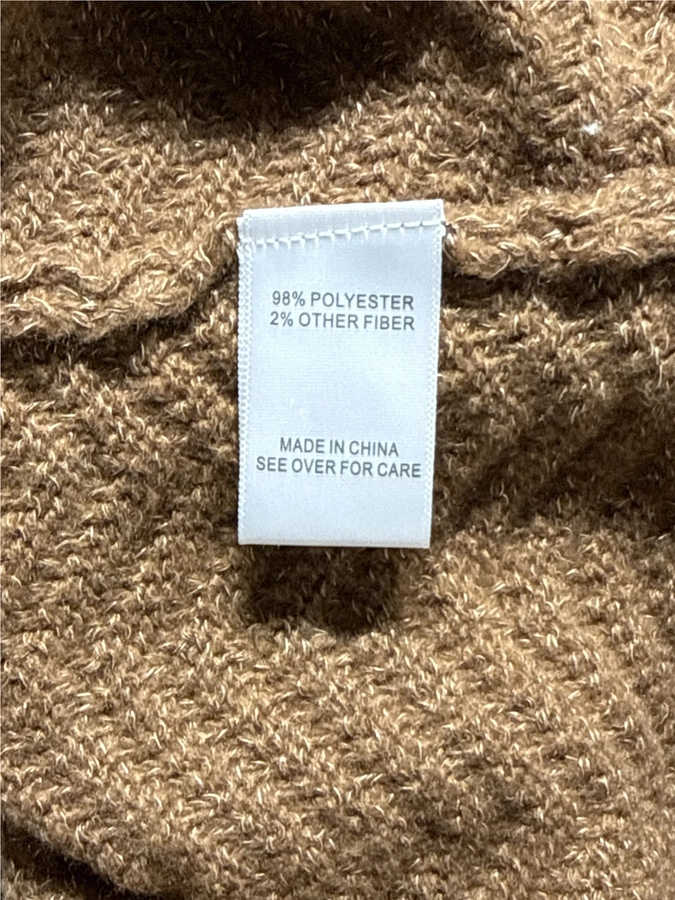 98% POLYESTER
2% OTHER FIBER
MADE IN CHINA
SEE OVER FOR CARE